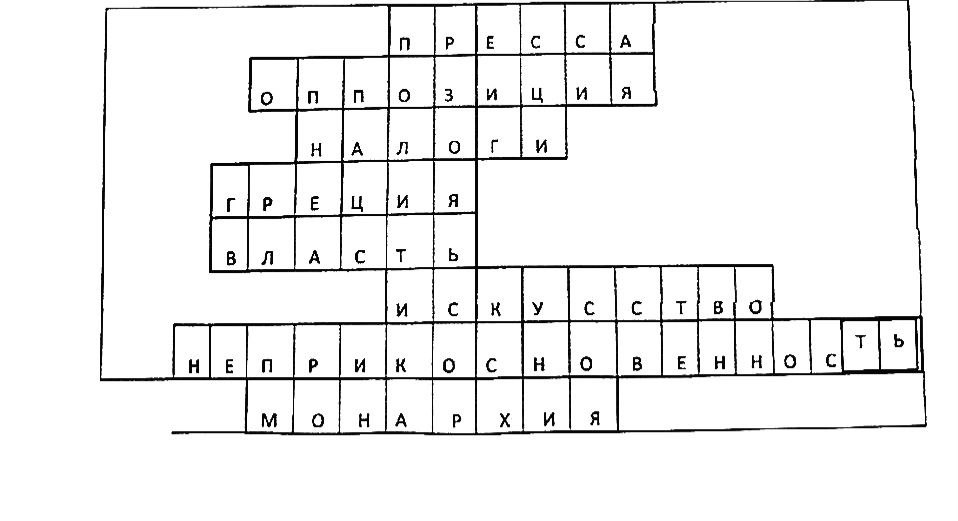 ПРЕССА
ОППОЗИЦИЯ
НАЛОГИ
ГРЕЦИЯ
ВЛАСТЬ
ИСКУССТВО
НЕПРИКОСНОВЕННОСТЬ
МОНАРХИЯ